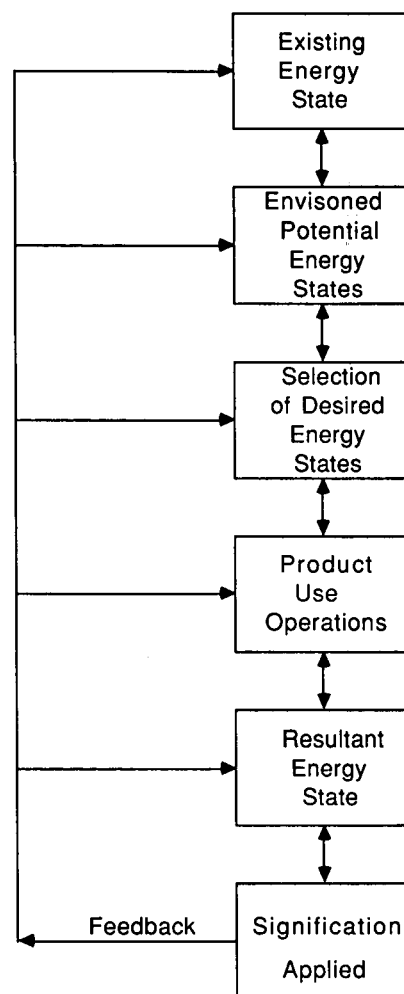 Existing
Energy
State
Envisoned
Potential
Energy
States
Selection
of Desired
Energy
States
Product
Use
Operations
Resultant
Energy
State
Feedback
Signification
Applied